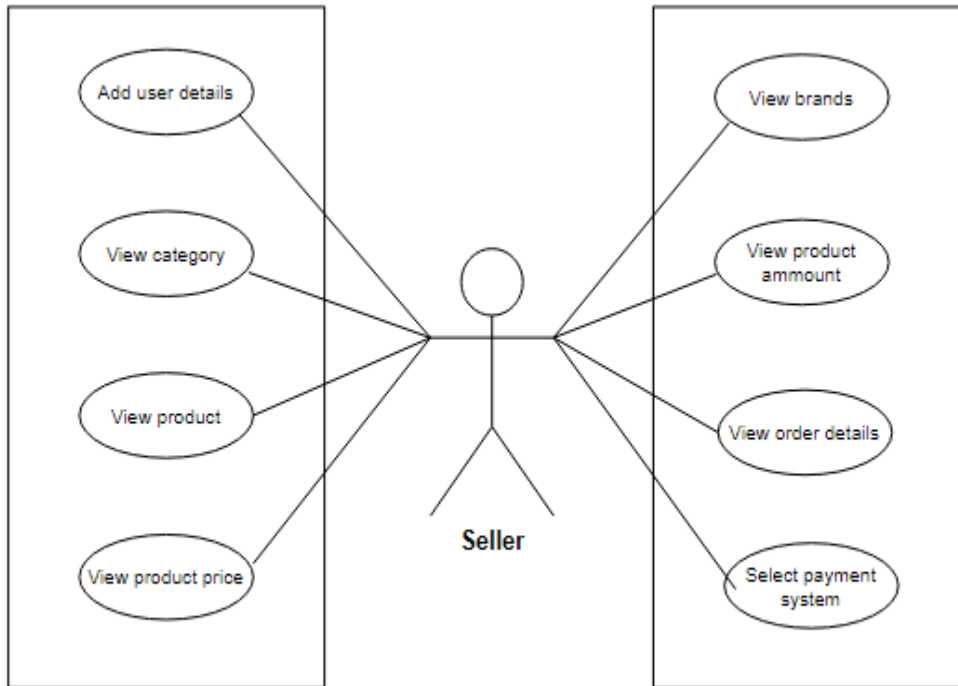 Add user details
View category
View product
View product price
Seller
View brands
View product
ammount
View order details
Select payment
system